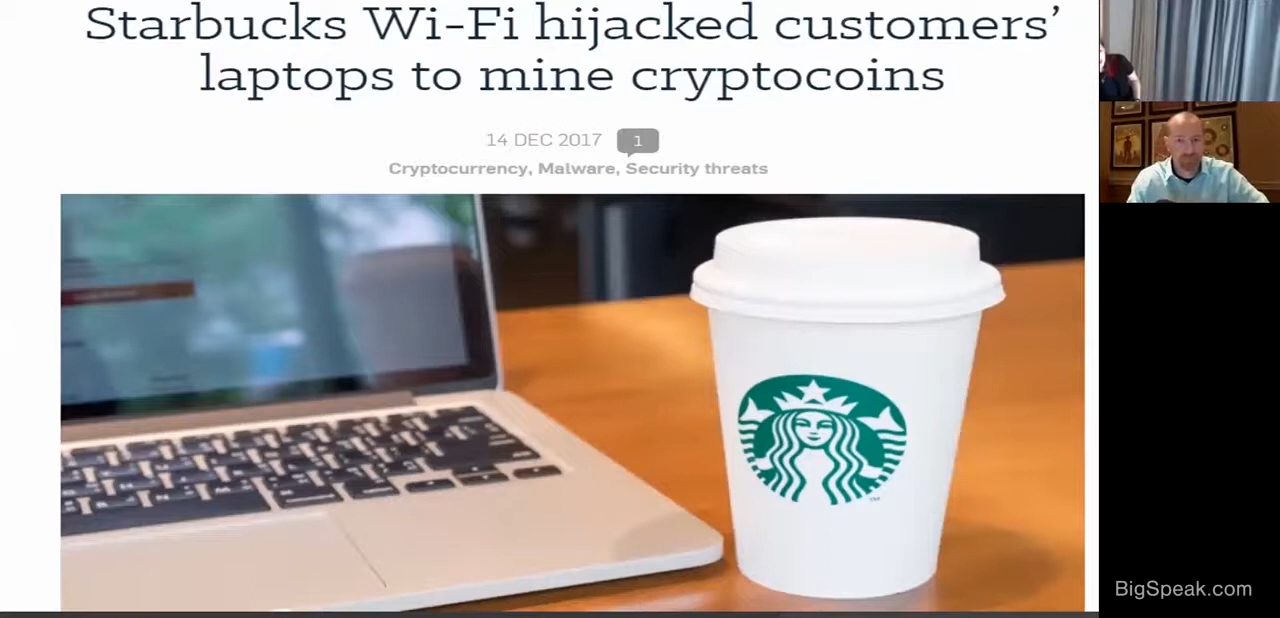 Starbucks Wi-Fi hijacked customers’
laptops to mine cryptocoins
14 DEC 2017 1
Cryptocurrency, Malware, Security threats
TM
BigSpeak.com